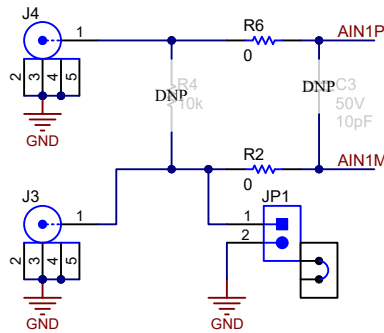 J4
1
2 3 4 5
GND
R6
0
AIN1P
DNP
R4
10k
DNP
C3
50V
10pF
R2
0
AIN1M
J3
1
2 3 4 5
GND
JP1
1
2
GND